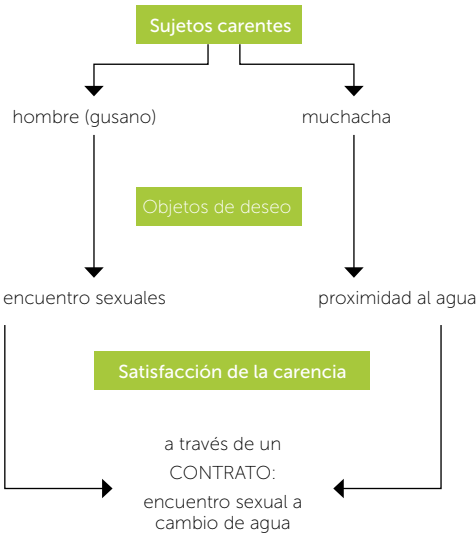 Sujetos carentes
hombre (gusano)
muchacha
Objetos de deseo
encuentro sexuales
proximidad al agua
Satisfacción de la carencia
a través de un
CONTRATO:
encuentro sexual a
cambio de agua